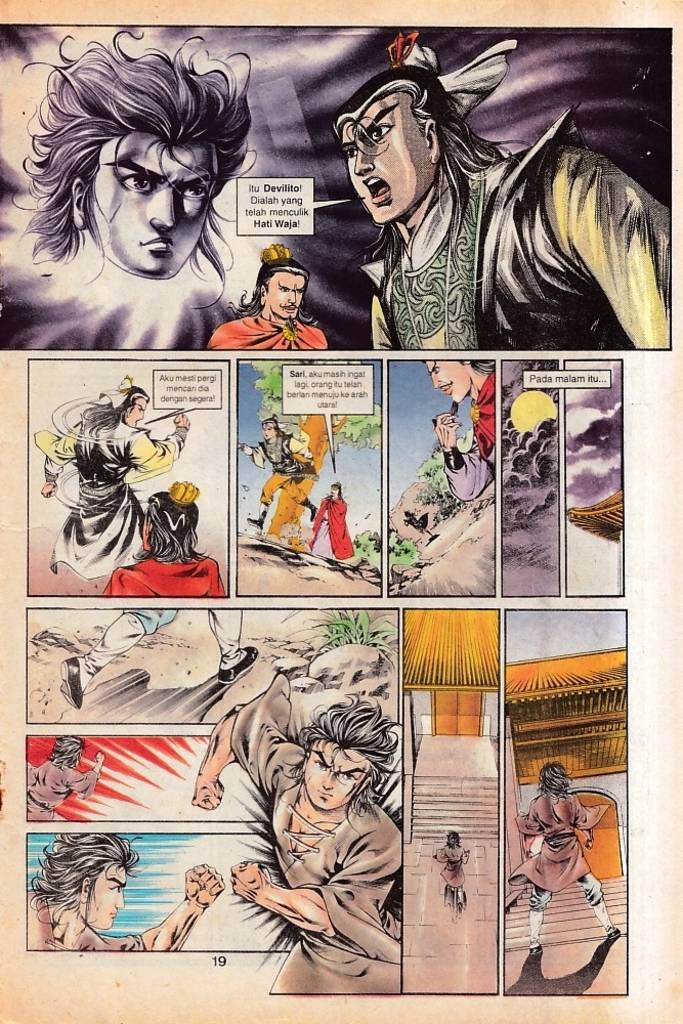 Itu Devilito!
Dialah yang
telah menculik
Hati Waja!
Aku mesti pergi
mencari dia
dengan segera!
Sari, aku masih ingat
lagi, orang itu telah
berlari menuju ke arah
utara!
Pada malam itu...
19